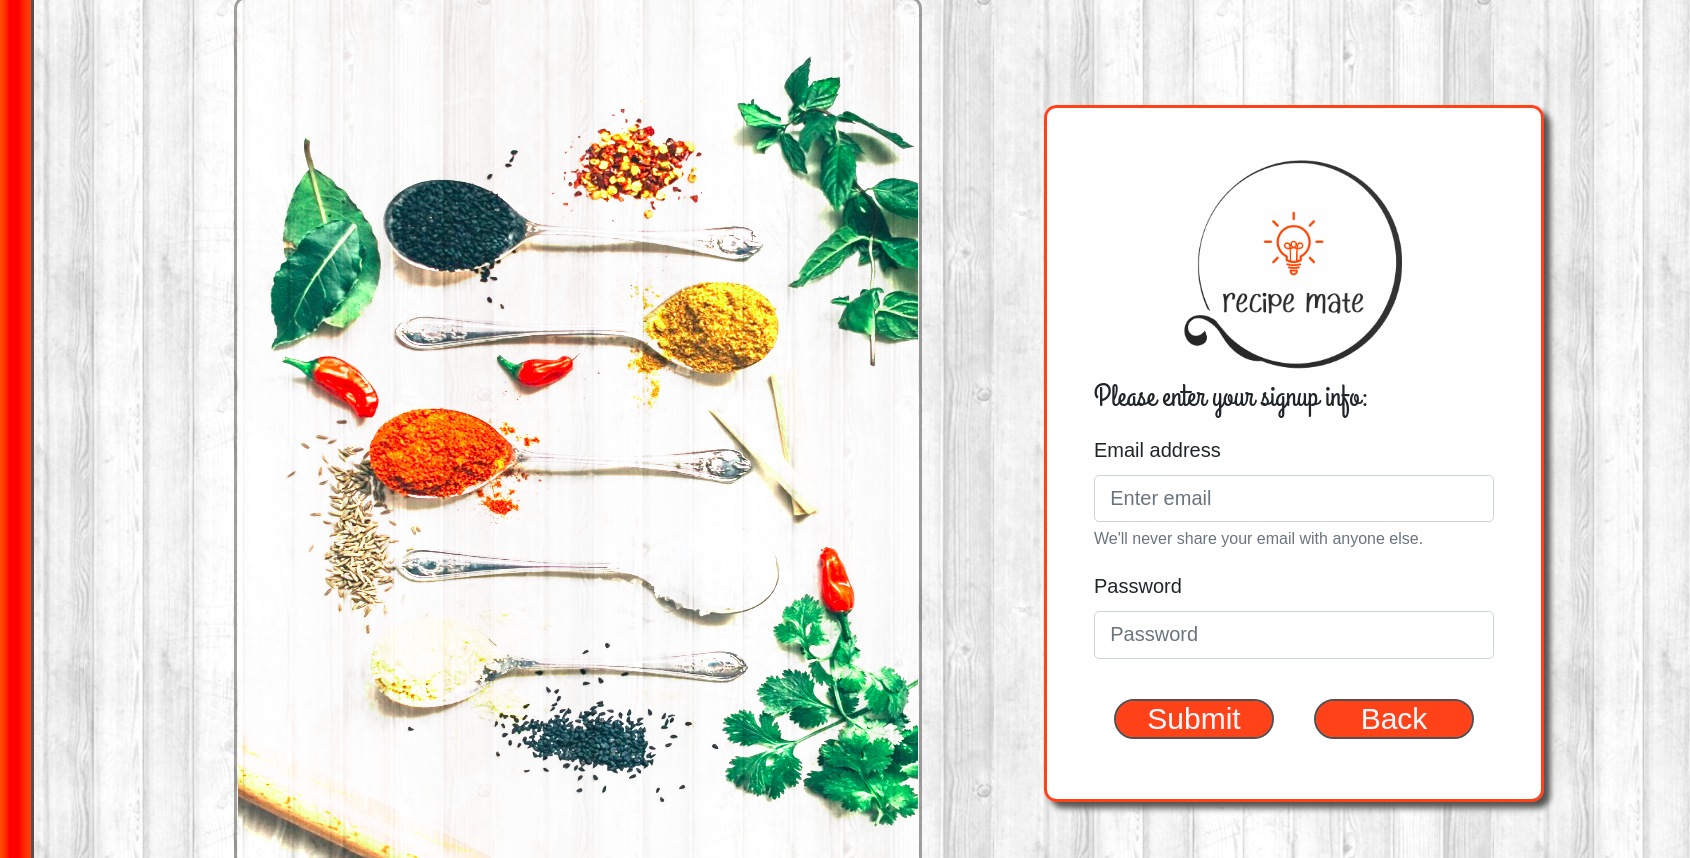 recipe mate
Please enter your signup info:
Email address
Enter email
We'll never share your email with anyone else.
Password
Password
Submit
Back